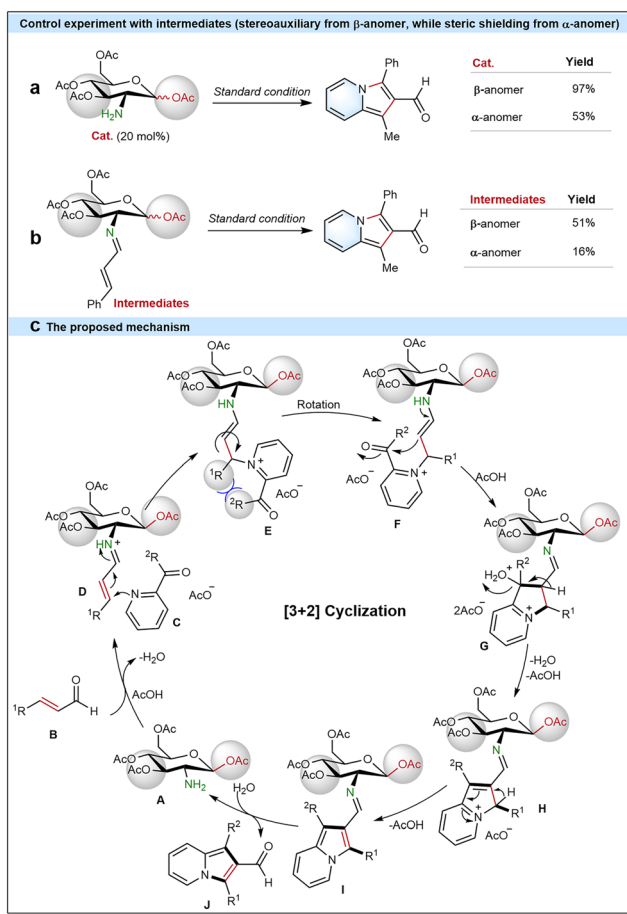 Control experiment with intermediates (stereoauxiliary from β-anomer, while steric shielding from α-anomer)
a
OAc
AcO
AcO
OAc
O
H2N
Cat. (20 mol%)
Standard condition
Ph
N
H
O
Me
Cat. Yield
β-anomer 97%
α-anomer 53%
b
OAc
AcO
AcO
OAc
O
N
Ph
Intermediates
Standard condition
Ph
N
H
O
Me
Intermediates Yield
β-anomer 51%
α-anomer 16%
C The proposed mechanism
OAc
AcO
AcO
O
OAc
HN
1R
N
+
2R
O
AcO−
E
Rotation
OAc
AcO
AcO
O
OAc
HN
R2
O
R1
N
+
AcO−
F
AcOH
OAc
AcO
AcO
O
OAc
HN
+
1R
D
2R
O
N
C
AcO−
[3+2] Cyclization
OAc
AcO
AcO
O
OAc
N
R2
H2O
+
H
R1
N
+
2AcO−
G
-H2O
-AcOH
-H2O
AcOH
1R
O
H
B
OAc
AcO
AcO
O
OAc
NH2
A
H2O
R2
O
H
N
R1
J
OAc
AcO
AcO
O
OAc
N
2R
N
R1
I
-AcOH
OAc
AcO
AcO
O
OAc
N
2R
H
N
+
R1
AcO−
H